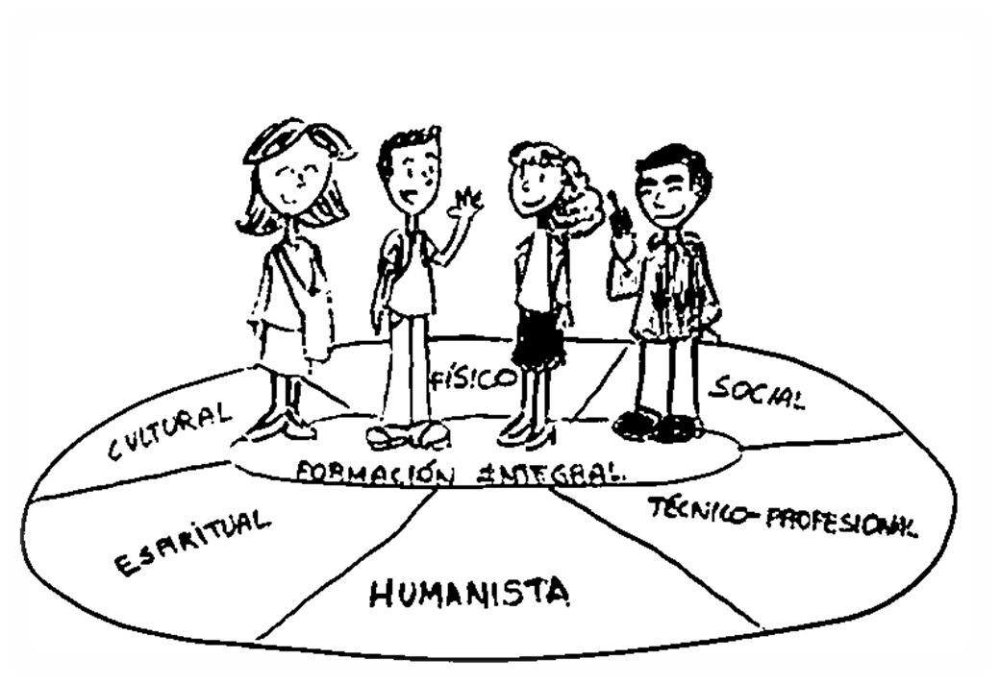 FÍSICO
SOCIAL
CULTURAL
FORMACIÓN INTEGRAL
TÉCNICO-PROFESIONAL
ESPIRITUAL
HUMANISTA